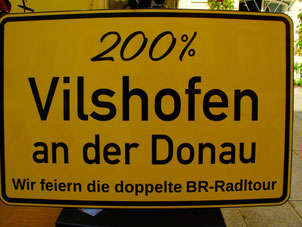 200%
Vilshofen
an der Donau
Wir feiern die doppelte BR-Radltour